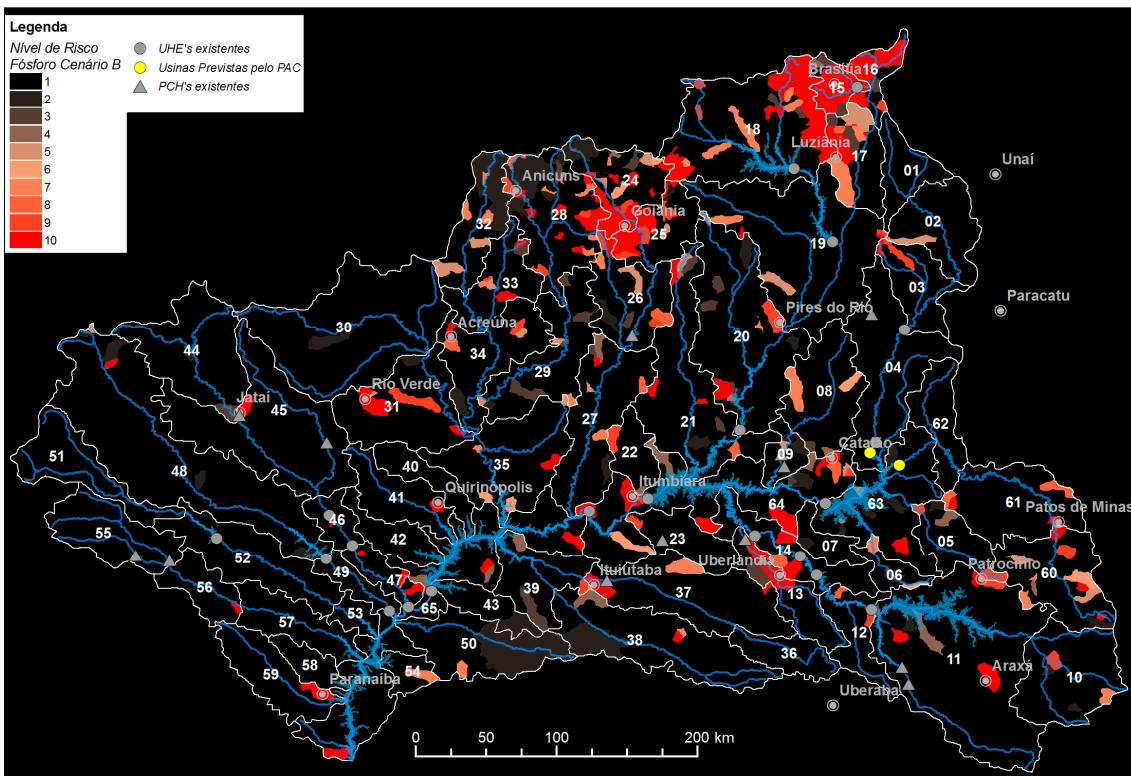 Legenda
Nível de Risco
Fósforo Cenário B
1
2
3
4
5
6
7
8
9
10
UHE's existentes
Usinas Previstas pelo PAC
PCH's existentes
16
Brasília
15
18
Luziânia
17
01
Unaí
Anicuns
24
02
32
28
Goiânia
25
19
03
33
26
Paracatu
30
Acreúna
Pires do Rio
44
34
20
04
29
Rio Verde
08
Jataí
45
31
27
21
62
51
48
40
35
22
09
Catalão
41
Quirinópolis
Itumbiara
61
46
64
63
Patos de Minas
55
52
42
23
14
07
05
49
47
Ituiutaba
Uberlândia
06
Patrocínio
60
56
65
43
39
37
13
53
57
12
50
38
36
11
58
54
59
Paranaíba
Araxá
10
Uberaba
0
50
100
200 km